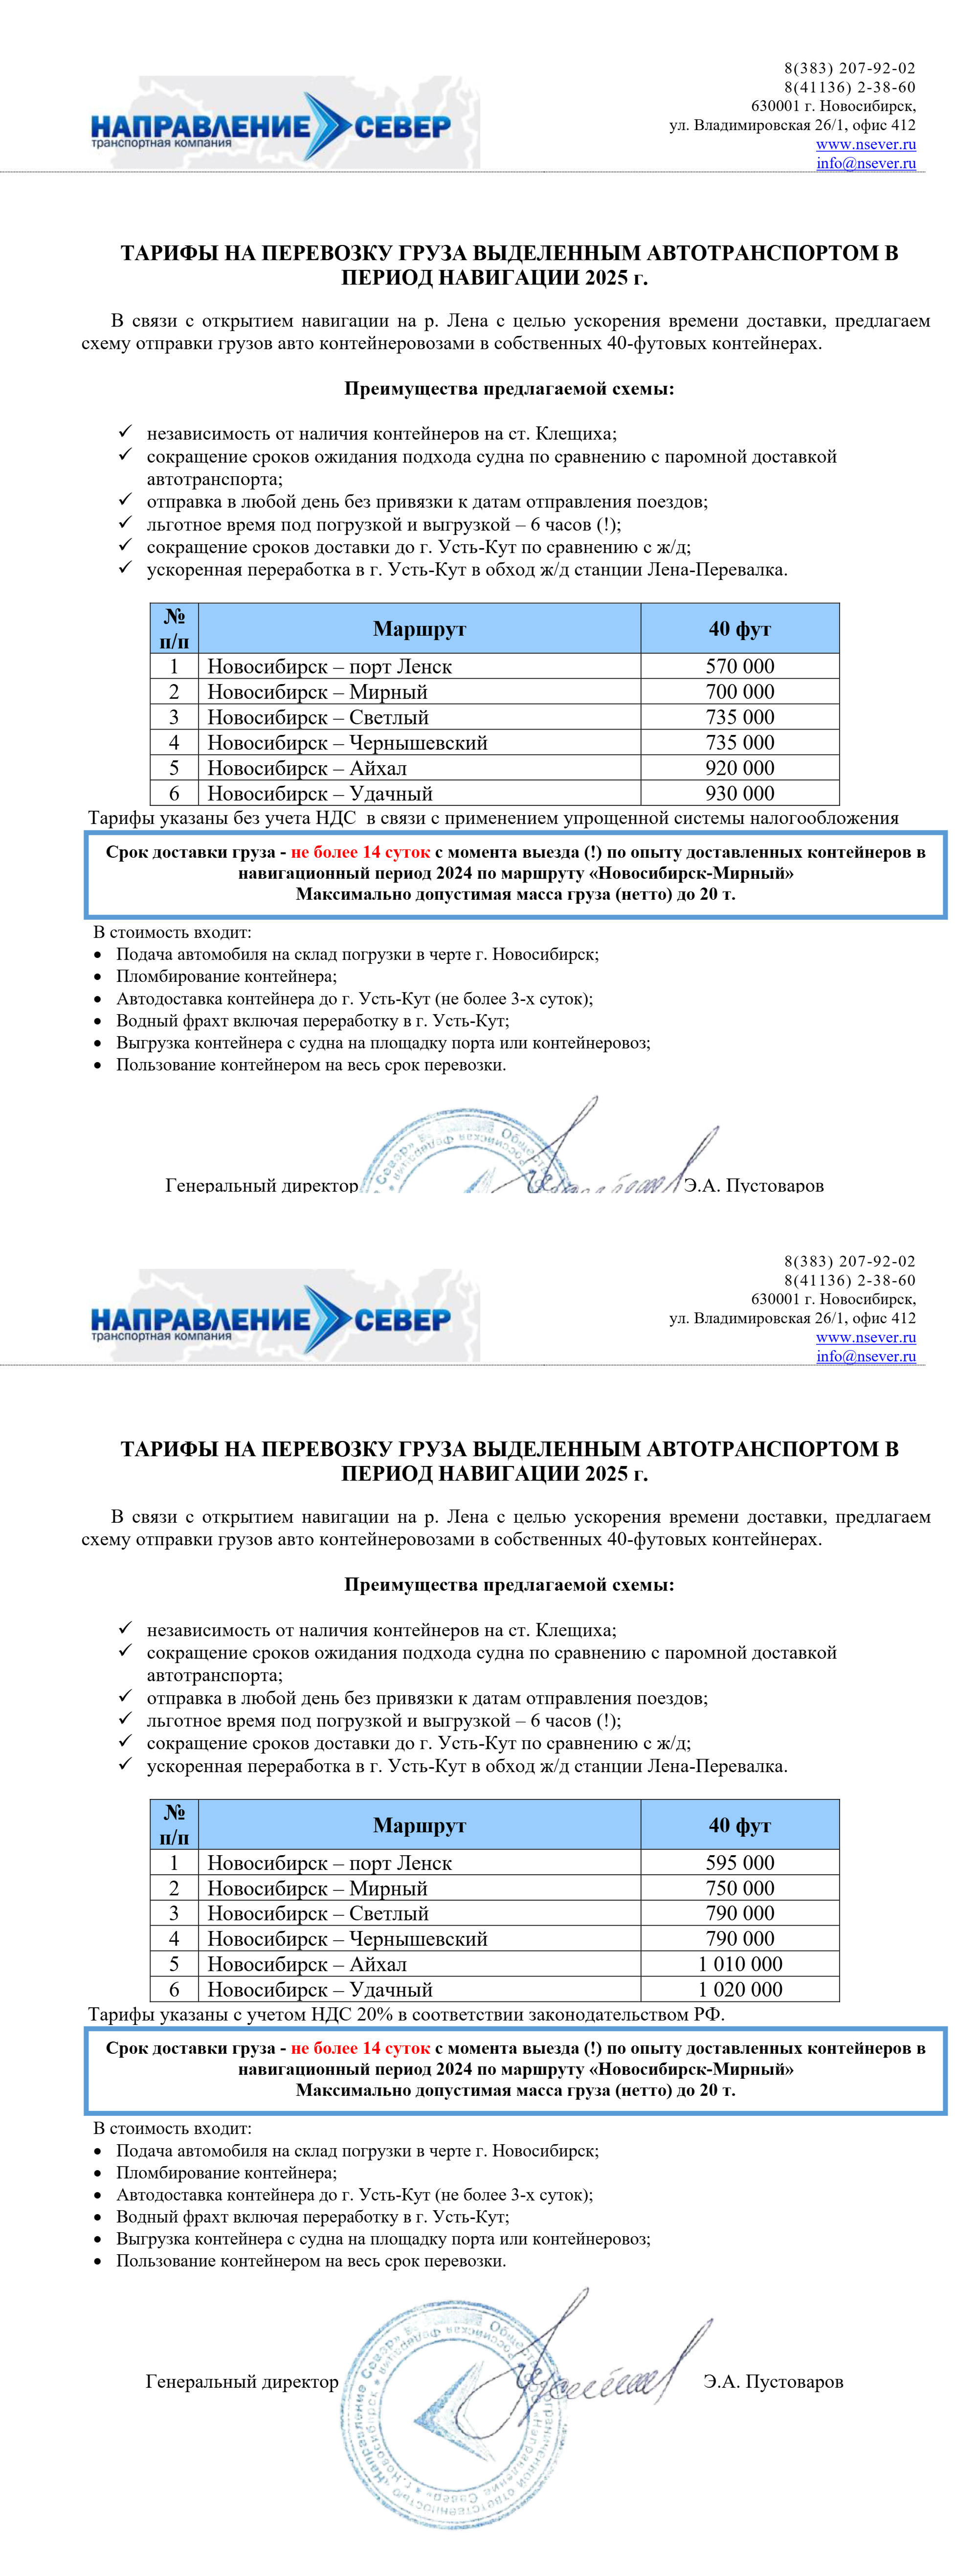 8(383) 207-92-02
8(41136) 2-38-60
630001 г. Новосибирск,
ул. Владимировская 26/1, офис 412
www.nsever.ru
info@nsever.ru
НАПРАВЛЕНИЕ СЕВЕР
транспортная компания
ТАРИФЫ НА ПЕРЕВОЗКУ ГРУЗА ВЫДЕЛЕННЫМ АВТОТРАНСПОРТОМ В
ПЕРИОД НАВИГАЦИИ 2025 г.
В связи с открытием навигации на р. Лена с целью ускорения времени доставки, предлагаем
схему отправки грузов авто контейнеровозами в собственных 40-футовых контейнерах.
Преимущества предлагаемой схемы:
✓ независимость от наличия контейнеров на ст. Клещиха;
✓ сокращение сроков ожидания подхода судна по сравнению с паромной доставкой
автотранспорта;
✓ отправка в любой день без привязки к датам отправления поездов;
✓ льготное время под погрузкой и выгрузкой – 6 часов (!);
✓ сокращение сроков доставки до г. Усть-Кут по сравнению с ж/д;
✓ ускоренная переработка в г. Усть-Кут в обход ж/д станции Лена-Перевалка.
№ п/п Маршрут 40 фут
1 Новосибирск – порт Ленск 570 000
2 Новосибирск – Мирный 700 000
3 Новосибирск – Светлый 735 000
4 Новосибирск – Чернышевский 735 000
5 Новосибирск – Айхал 920 000
6 Новосибирск – Удачный 930 000
Тарифы указаны без учета НДС в связи с применением упрощенной системы налогообложения
Срок доставки груза - не более 14 суток с момента выезда (!) по опыту доставленных контейнеров в
навигационный период 2024 по маршруту «Новосибирск-Мирный»
Максимально допустимая масса груза (нетто) до 20 т.
В стоимость входит:
• Подача автомобиля на склад погрузки в черте г. Новосибирск;
• Пломбирование контейнера;
• Автодоставка контейнера до г. Усть-Кут (не более 3-х суток);
• Водный фрахт включая переработку в г. Усть-Кут;
• Выгрузка контейнера с судна на площадку порта или контейнеровоз;
• Пользование контейнером на весь срок перевозки.
Генеральный директор Э.А. Пустоваров
8(383) 207-92-02
8(41136) 2-38-60
630001 г. Новосибирск,
ул. Владимировская 26/1, офис 412
www.nsever.ru
info@nsever.ru
НАПРАВЛЕНИЕ СЕВЕР
транспортная компания
ТАРИФЫ НА ПЕРЕВОЗКУ ГРУЗА ВЫДЕЛЕННЫМ АВТОТРАНСПОРТОМ В
ПЕРИОД НАВИГАЦИИ 2025 г.
В связи с открытием навигации на р. Лена с целью ускорения времени доставки, предлагаем
схему отправки грузов авто контейнеровозами в собственных 40-футовых контейнерах.
Преимущества предлагаемой схемы:
✓ независимость от наличия контейнеров на ст. Клещиха;
✓ сокращение сроков ожидания подхода судна по сравнению с паромной доставкой
автотранспорта;
✓ отправка в любой день без привязки к датам отправления поездов;
✓ льготное время под погрузкой и выгрузкой – 6 часов (!);
✓ сокращение сроков доставки до г. Усть-Кут по сравнению с ж/д;
✓ ускоренная переработка в г. Усть-Кут в обход ж/д станции Лена-Перевалка.
№ п/п Маршрут 40 фут
1 Новосибирск – порт Ленск 595 000
2 Новосибирск – Мирный 750 000
3 Новосибирск – Светлый 790 000
4 Новосибирск – Чернышевский 790 000
5 Новосибирск – Айхал 1 010 000
6 Новосибирск – Удачный 1 020 000
Тарифы указаны с учетом НДС 20% в соответствии законодательством РФ.
Срок доставки груза - не более 14 суток с момента выезда (!) по опыту доставленных контейнеров в
навигационный период 2024 по маршруту «Новосибирск-Мирный»
Максимально допустимая масса груза (нетто) до 20 т.
В стоимость входит:
• Подача автомобиля на склад погрузки в черте г. Новосибирск;
• Пломбирование контейнера;
• Автодоставка контейнера до г. Усть-Кут (не более 3-х суток);
• Водный фрахт включая переработку в г. Усть-Кут;
• Выгрузка контейнера с судна на площадку порта или контейнеровоз;
• Пользование контейнером на весь срок перевозки.
Генеральный директор Э.А. Пустоваров